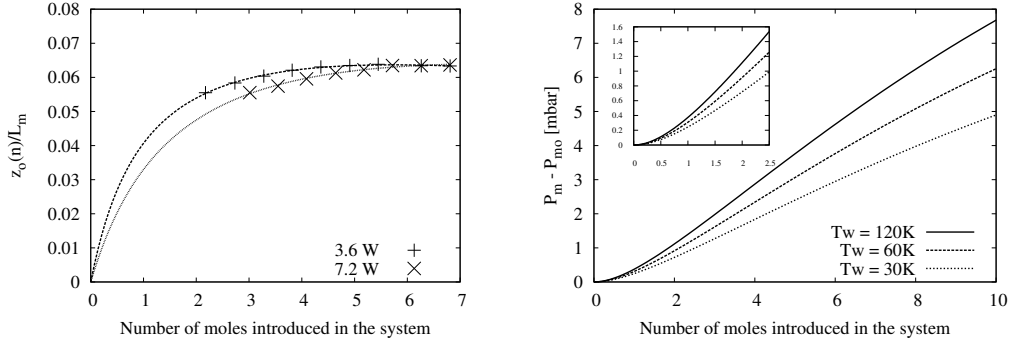 0.08
0.07
0.06
0.05
0.04
0.03
0.02
0.01
0
z_o(n)/L_m
3.6 W
7.2 W
0 1 2 3 4 5 6 7
Number of moles introduced in the system
8
7
6
5
4
3
2
1
0
P_m - P_mo [mbar]
1.6
1.4
1.2
1
0.8
0.6
0.4
0.2
0
0 0.5 1 1.5 2 2.5
Tw = 120K
Tw = 60K
Tw = 30K
0 2 4 6 8 10
Number of moles introduced in the system